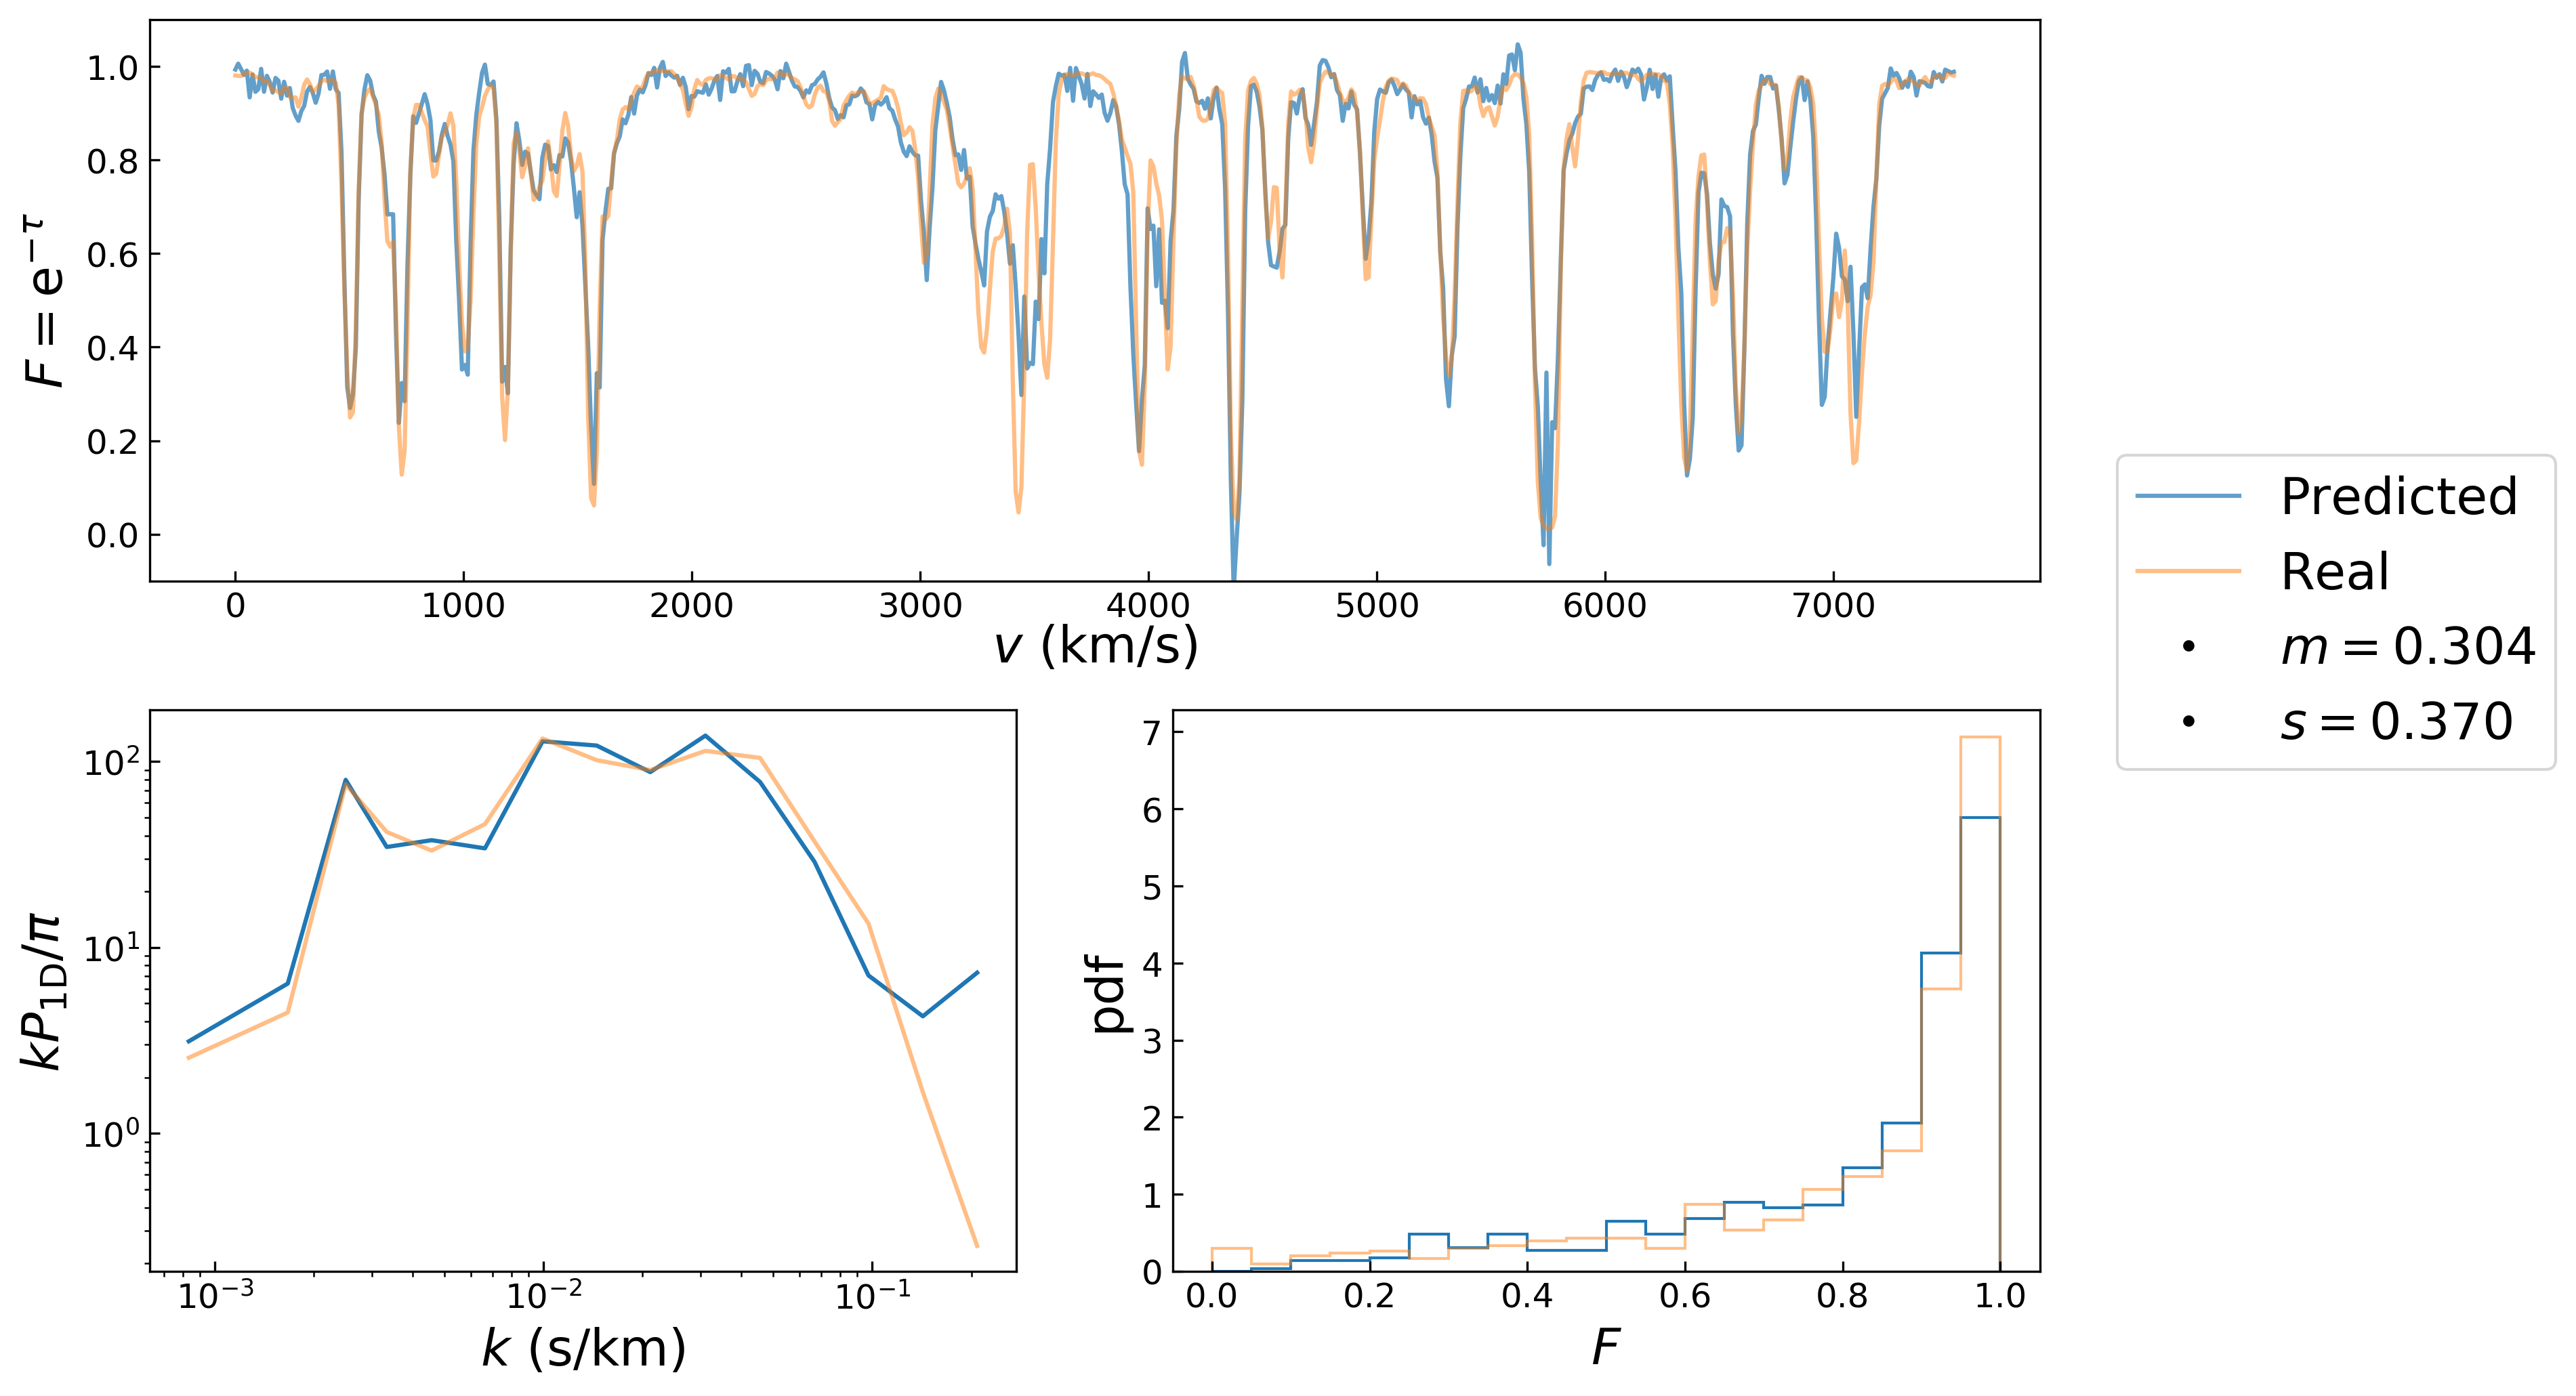 1.0
0.8
0.6
0.4
0.2
0.0
F = e^{-τ}
0 1000 2000 3000 4000 5000 6000 7000
v (km/s)
Predicted
Real
m = 0.304
s = 0.370
10^2
10^1
10^0
kP_{1D}/π
10^{-3} 10^{-2} 10^{-1}
k (s/km)
7
6
5
4
3
2
1
0
pdf
0.0 0.2 0.4 0.6 0.8 1.0
F